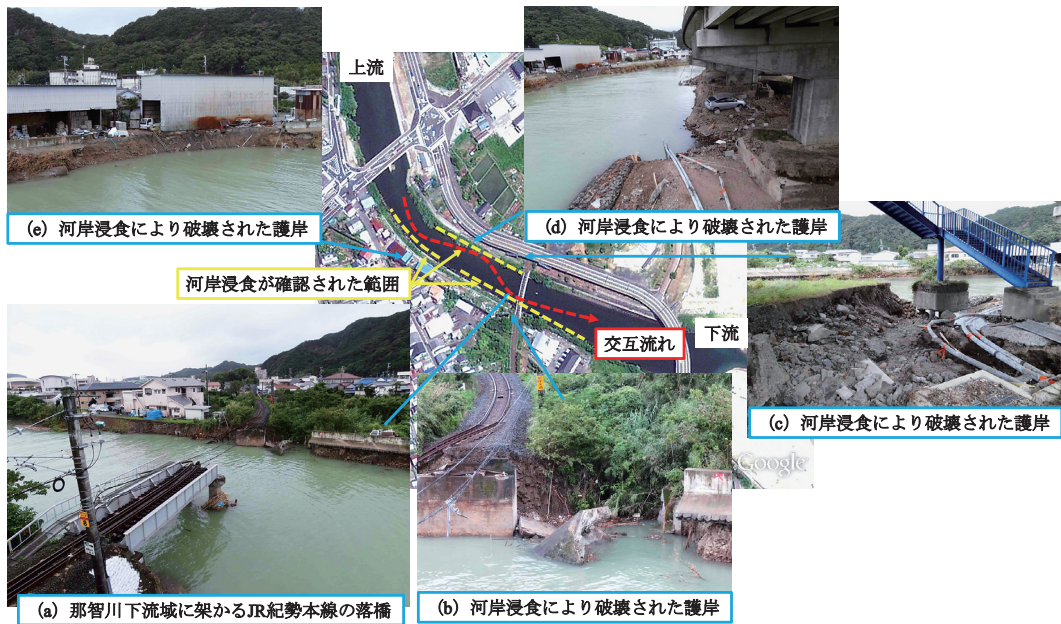 上流
(e) 河岸浸食により破壊された護岸
(d) 河岸浸食により破壊された護岸
河岸浸食が確認された範囲
交互流れ
下流
(c) 河岸浸食により破壊された護岸
Google
(a) 那智川下流域に架かるJR紀勢本線の落橋
(b) 河岸浸食により破壊された護岸